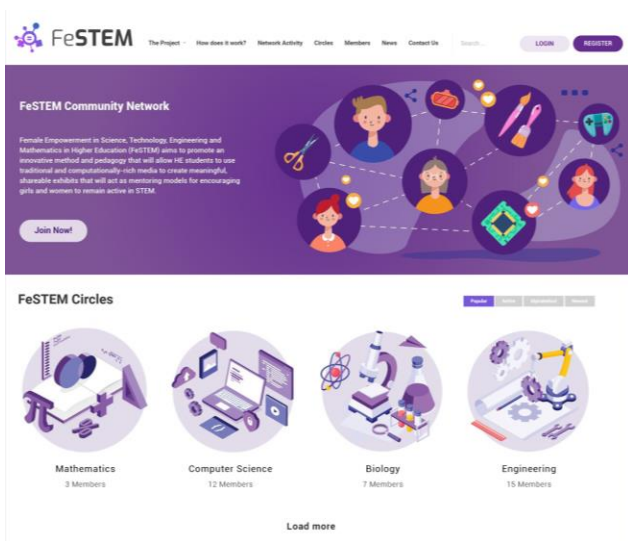 FeSTEM
The Project How does it work? Network Activity Circles Members News Contact Us Search... LOGIN REGISTER
FeSTEM Community Network
Female Empowerment in Science, Technology, Engineering and
Mathematics in Higher Education (FeSTEM) aims to promote an
innovative method and pedagogy that will allow HE students to use
traditional and computationally-rich media to create meaningful,
shareable exhibits that will act as mentoring models for encouraging
girls and women to remain active in STEM.
Join Now!
FeSTEM Circles
Popular Active Alphabetical Newest
Mathematics Computer Science Biology Engineering
3 Members 12 Members 7 Members 15 Members
Load more